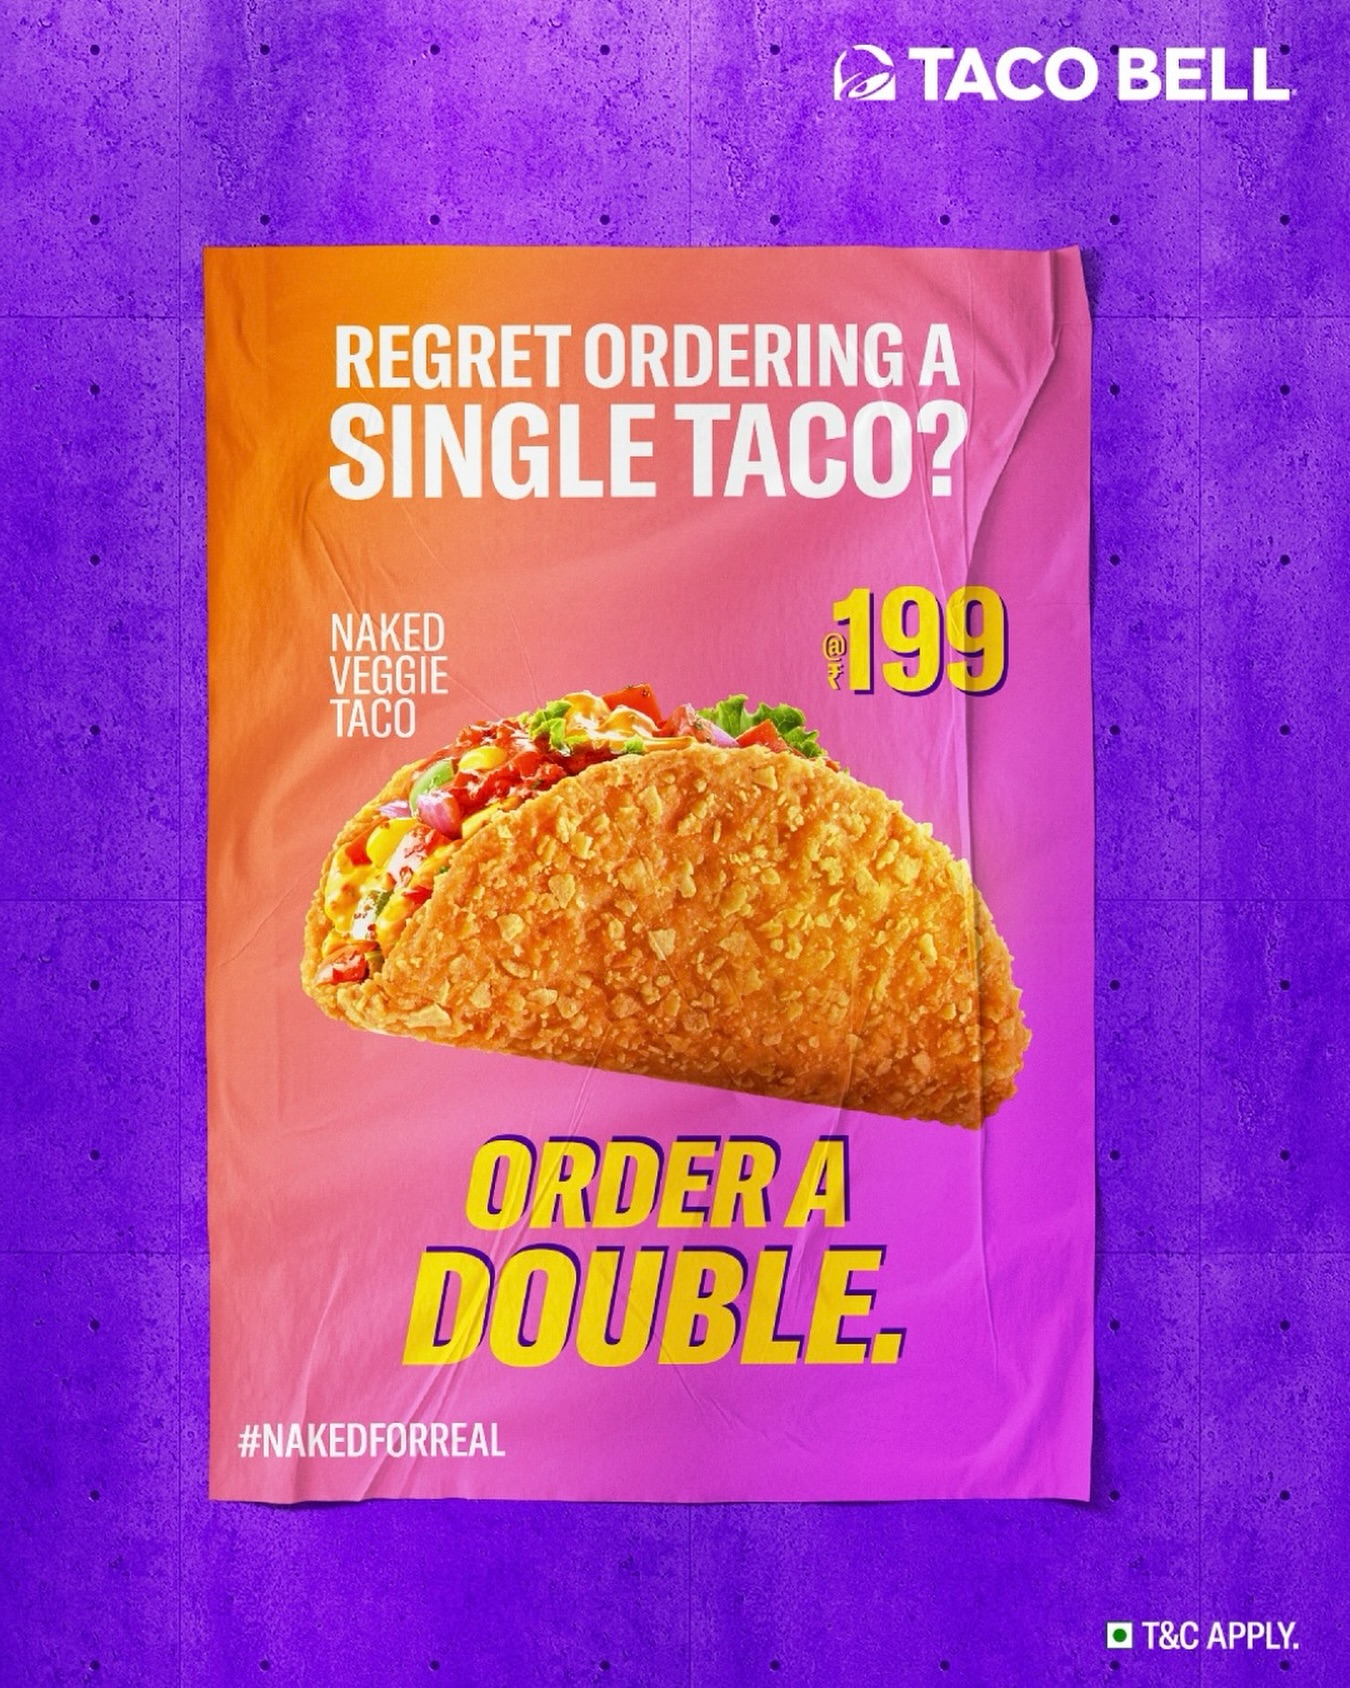 TACO BELL
REGRET ORDERING A
SINGLE TACO?
NAKED
VEGGIE
TACO
@₹199
ORDER A
DOUBLE.
#NAKEDFORREAL
T&C APPLY.